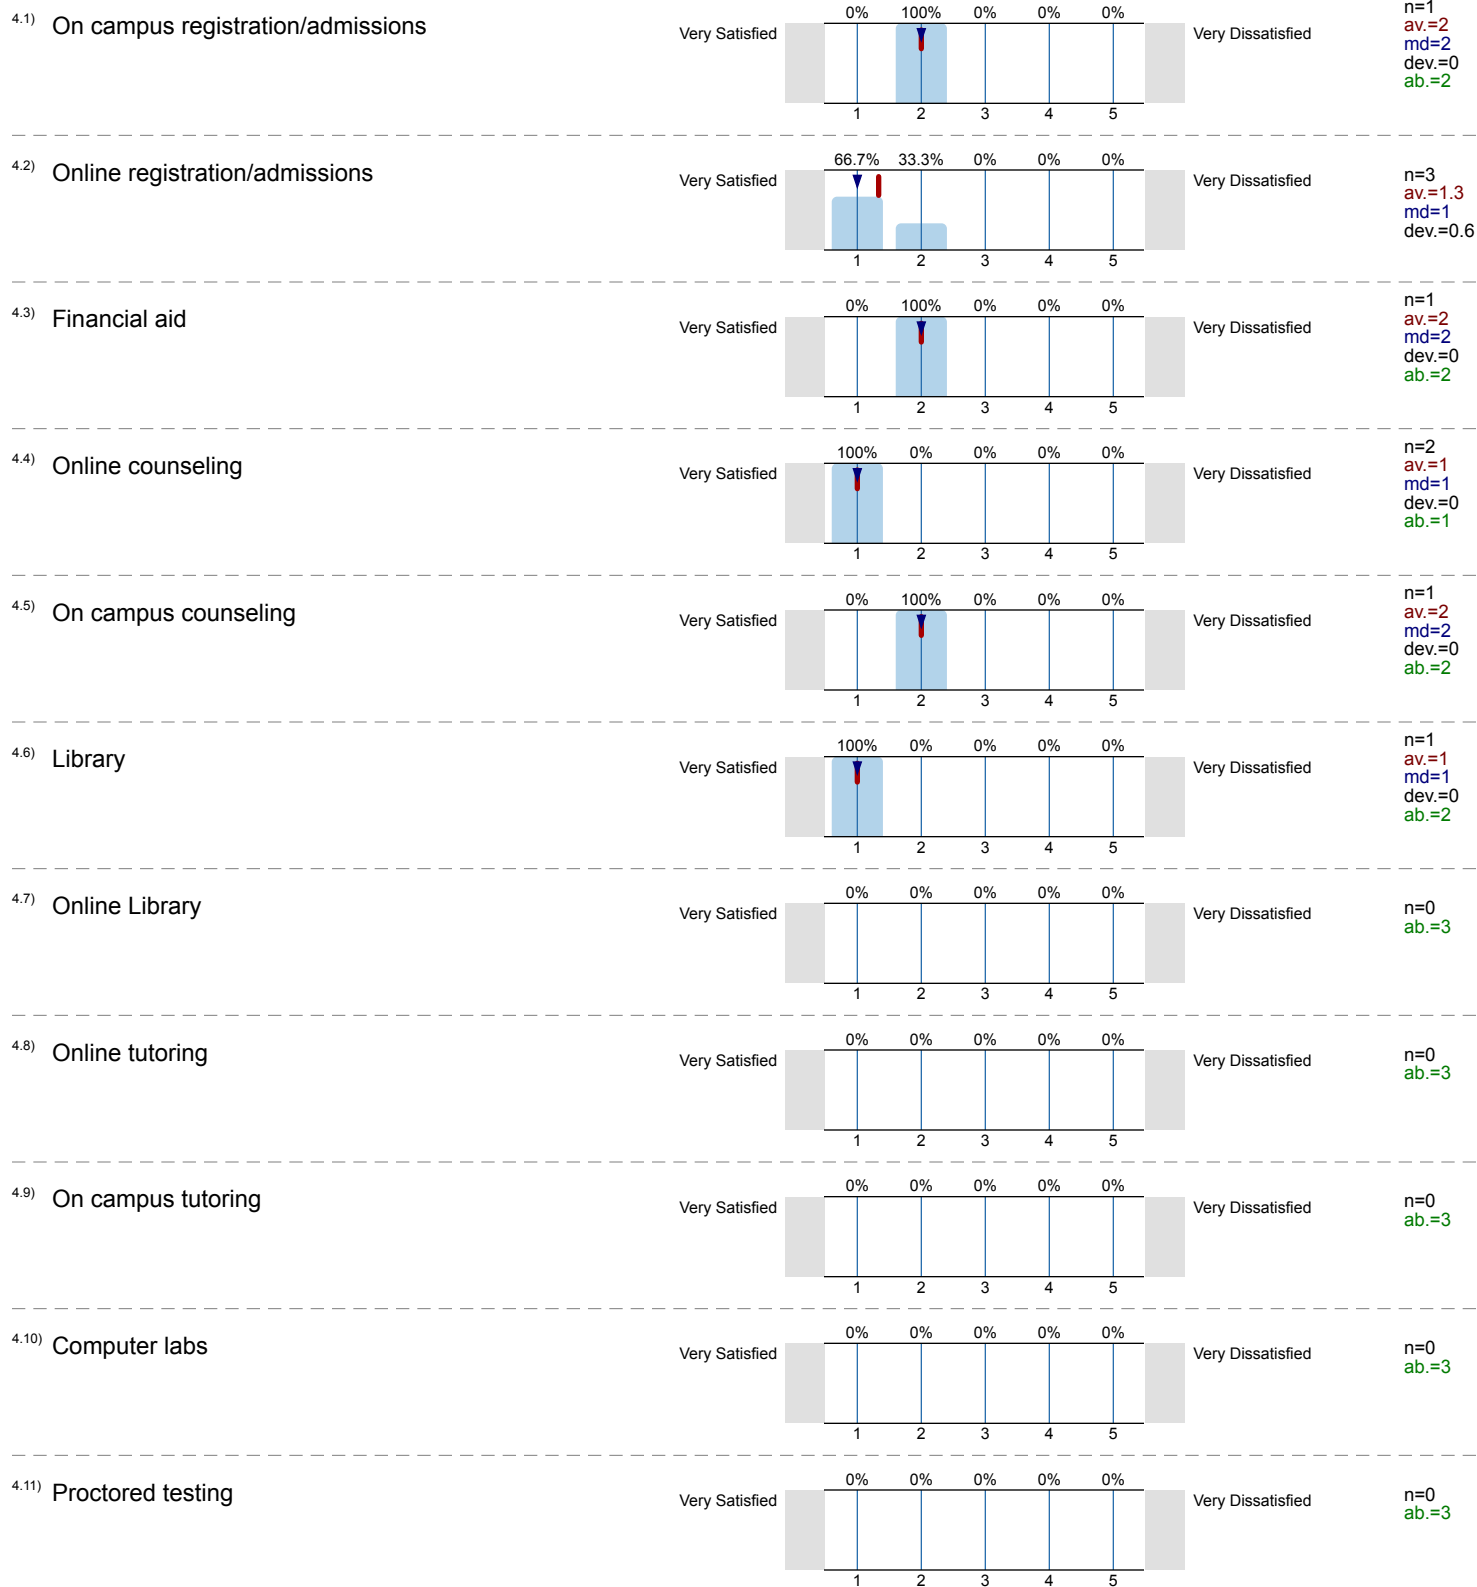 4.1) On campus registration/admissions
0% 100% 0% 0% 0%
Very Satisfied Very Dissatisfied
1 2 3 4 5
n=1
av.=2
md=2
dev.=0
ab.=2
4.2) Online registration/admissions
66.7% 33.3% 0% 0% 0%
Very Satisfied Very Dissatisfied
1 2 3 4 5
n=3
av.=1.3
md=1
dev.=0.6
4.3) Financial aid
0% 100% 0% 0% 0%
Very Satisfied Very Dissatisfied
1 2 3 4 5
n=1
av.=2
md=2
dev.=0
ab.=2
4.4) Online counseling
100% 0% 0% 0% 0%
Very Satisfied Very Dissatisfied
1 2 3 4 5
n=2
av.=1
md=1
dev.=0
ab.=1
4.5) On campus counseling
0% 100% 0% 0% 0%
Very Satisfied Very Dissatisfied
1 2 3 4 5
n=1
av.=2
md=2
dev.=0
ab.=2
4.6) Library
100% 0% 0% 0% 0%
Very Satisfied Very Dissatisfied
1 2 3 4 5
n=1
av.=1
md=1
dev.=0
ab.=2
4.7) Online Library
0% 0% 0% 0% 0%
Very Satisfied Very Dissatisfied
1 2 3 4 5
n=0
ab.=3
4.8) Online tutoring
0% 0% 0% 0% 0%
Very Satisfied Very Dissatisfied
1 2 3 4 5
n=0
ab.=3
4.9) On campus tutoring
0% 0% 0% 0% 0%
Very Satisfied Very Dissatisfied
1 2 3 4 5
n=0
ab.=3
4.10) Computer labs
0% 0% 0% 0% 0%
Very Satisfied Very Dissatisfied
1 2 3 4 5
n=0
ab.=3
4.11) Proctored testing
0% 0% 0% 0% 0%
Very Satisfied Very Dissatisfied
1 2 3 4 5
n=0
ab.=3